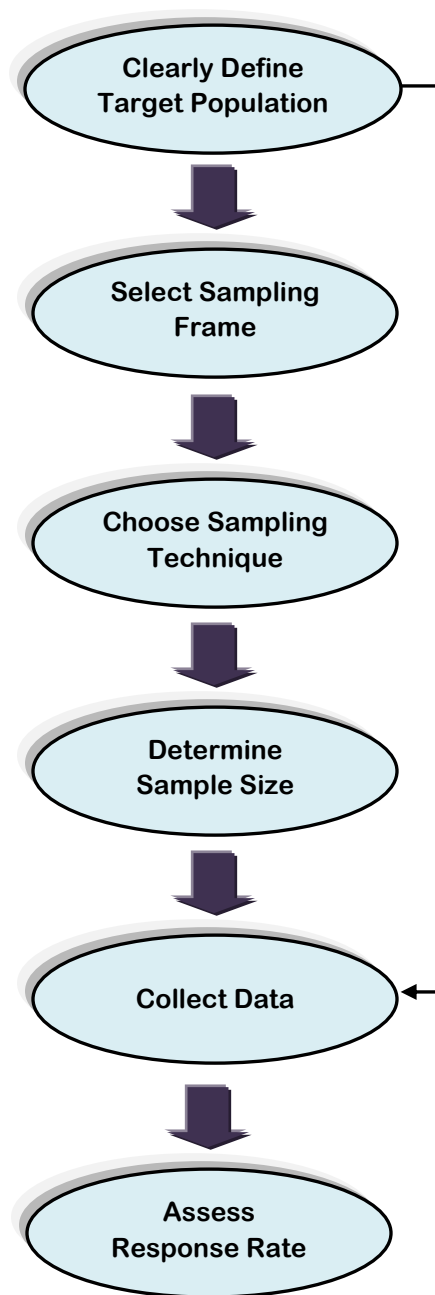 Clearly Define
Target Population
Select Sampling
Frame
Choose Sampling
Technique
Determine
Sample Size
Collect Data
Assess
Response Rate